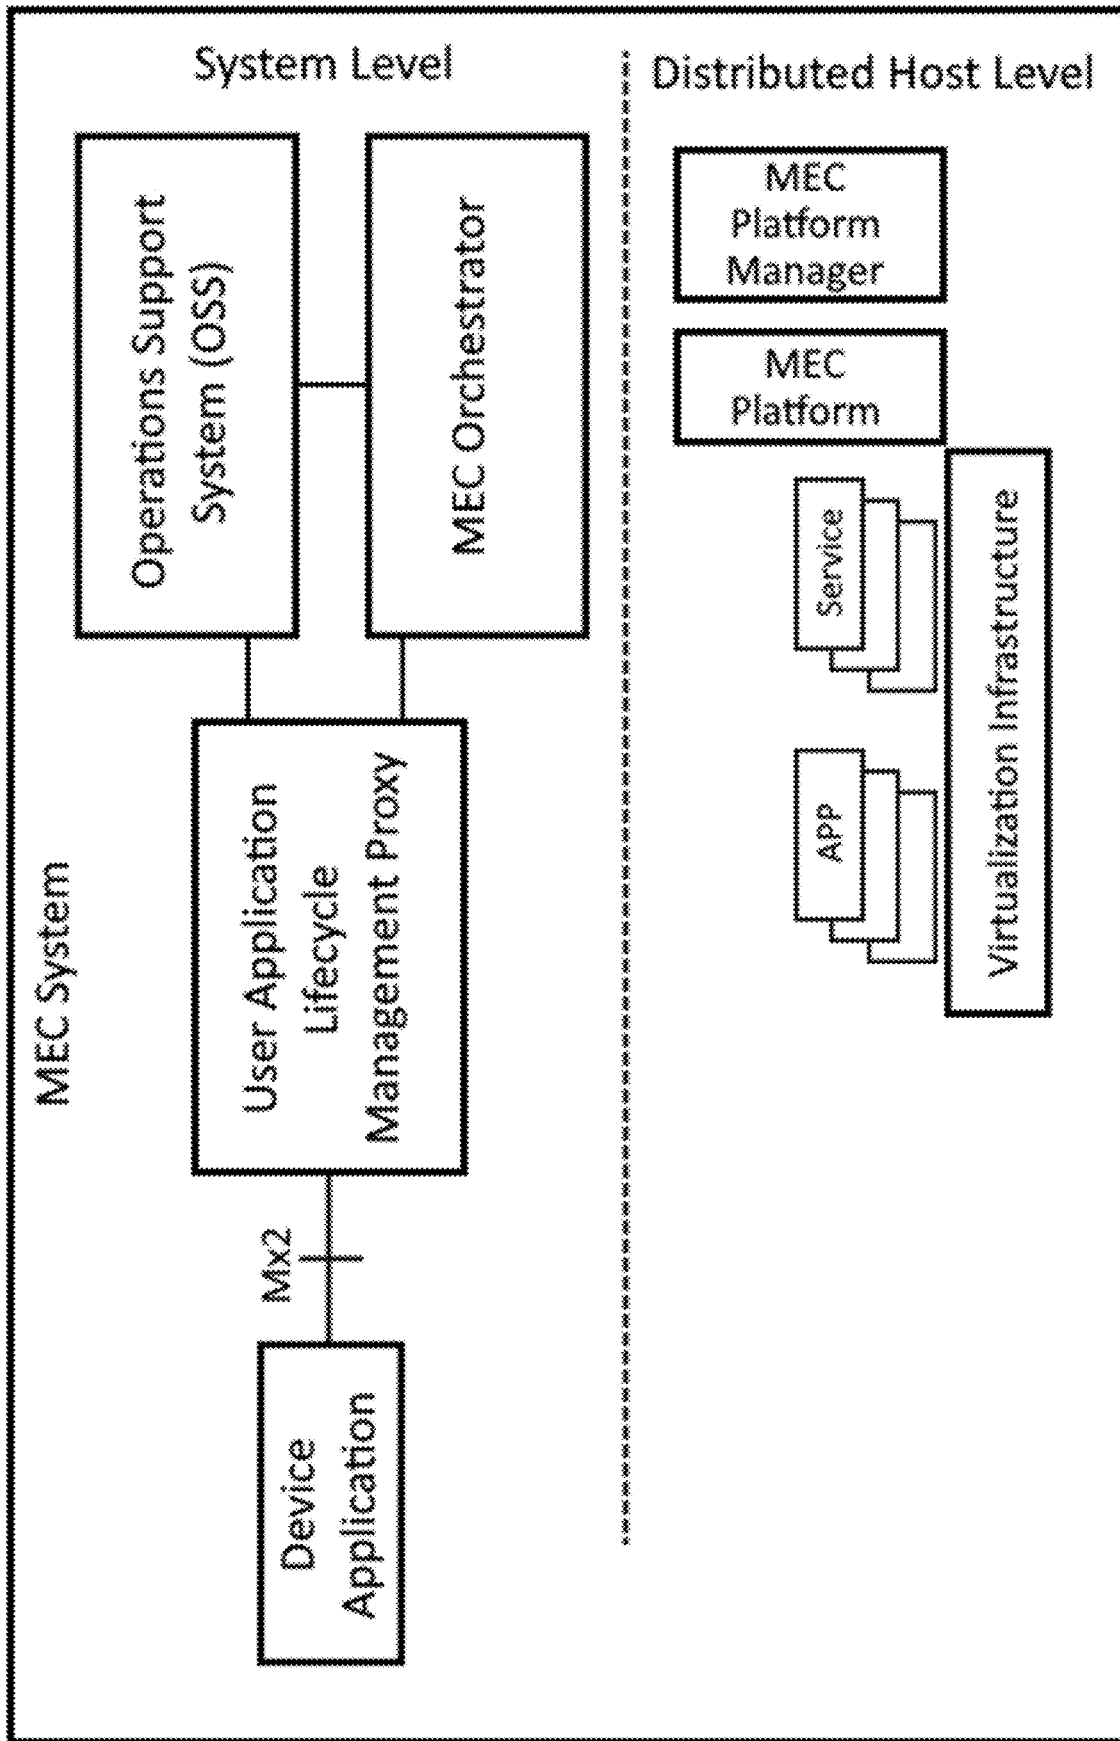 MEC System
System Level
Operations Support
System (OSS)
MEC Orchestrator
User Application
Lifecycle
Management Proxy
Mx2
Device
Application
Distributed Host Level
MEC
Platform
Manager
MEC
Platform
Service
APP
Virtualization Infrastructure